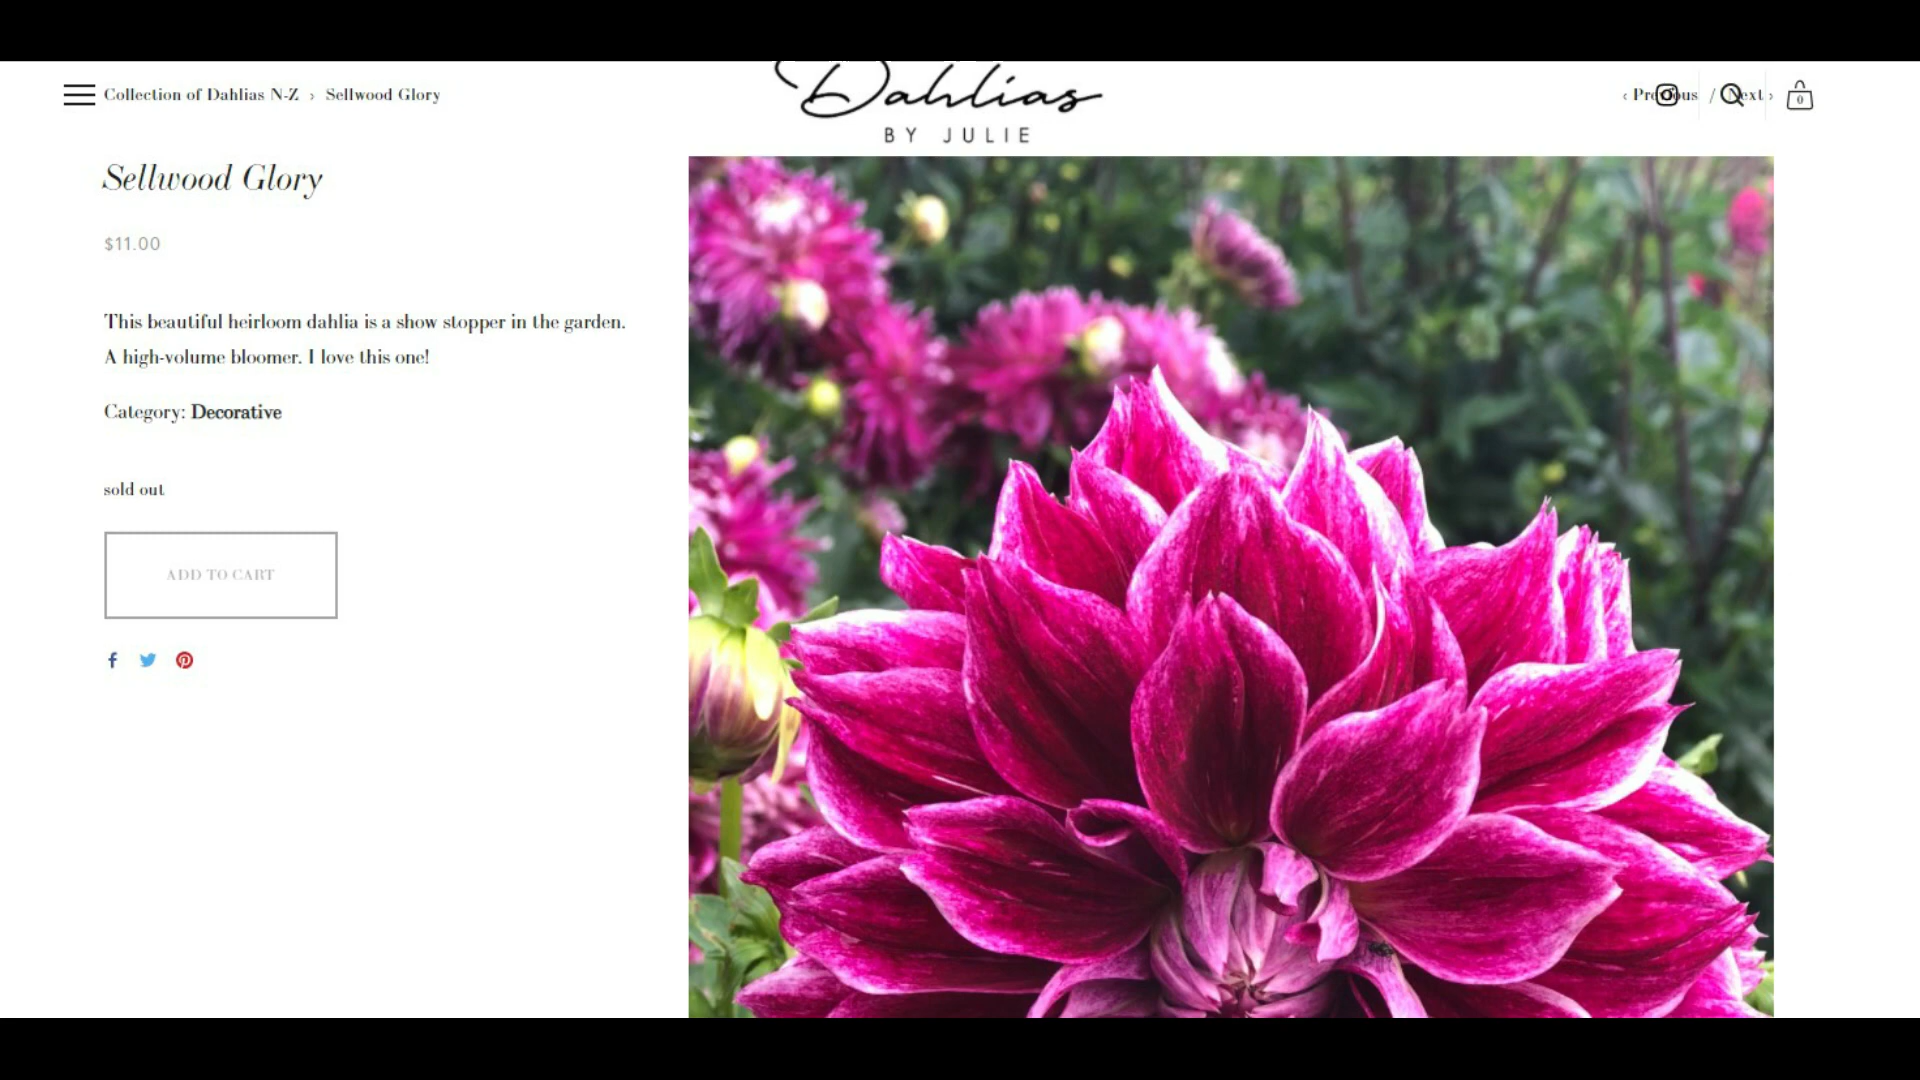 Collection of Dahlias N-Z › Sellwood Glory
Dahlias
BY JULIE
‹ Previous / Next ›
0
Sellwood Glory
$11.00
This beautiful heirloom dahlia is a show stopper in the garden.
A high-volume bloomer. I love this one!
Category: Decorative
sold out
ADD TO CART